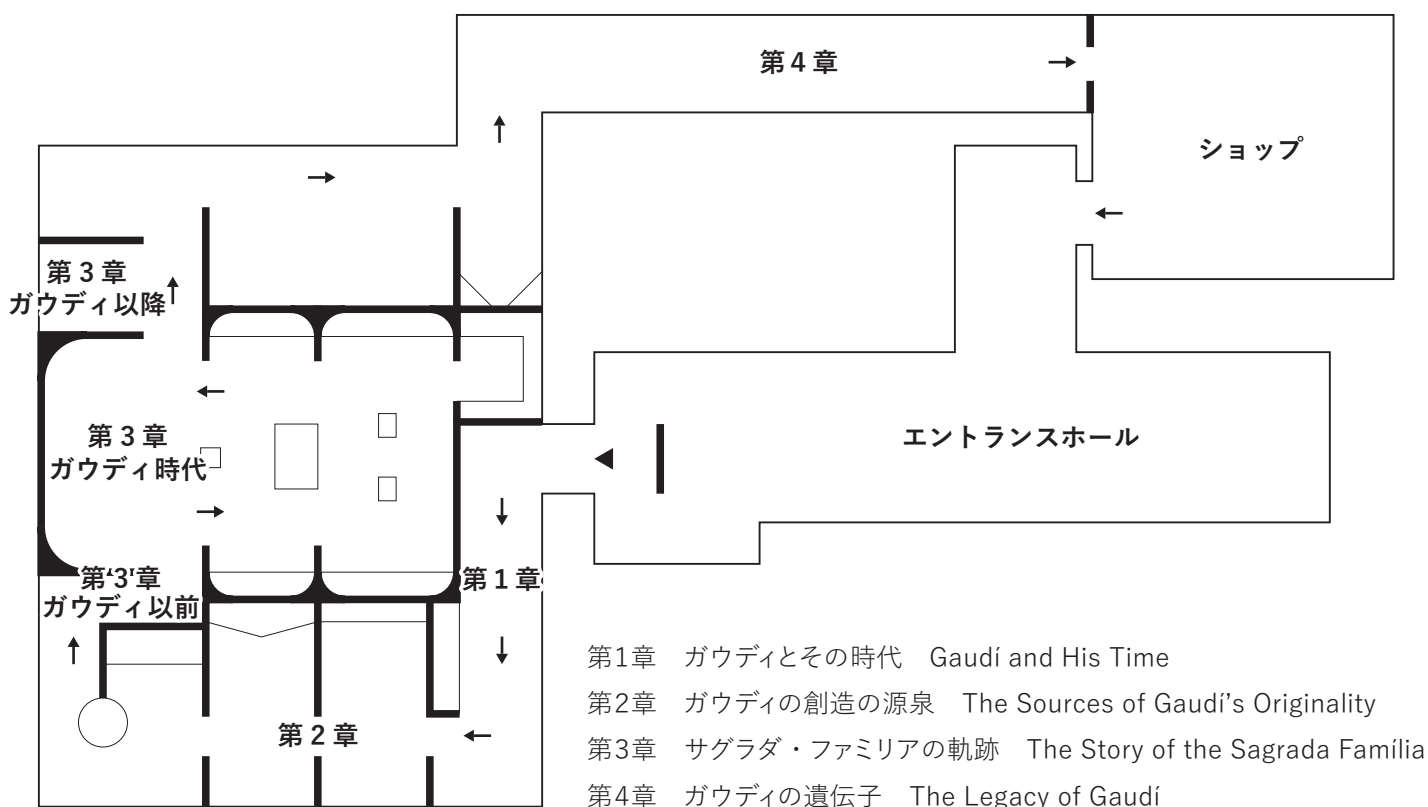 第4章
ショップ
第3章
ガウディ以降
第3章
ガウディ時代
エントランスホール
第3章
ガウディ以前
第1章
第2章
第1章 ガウディとその時代 Gaudí and His Time
第2章 ガウディの創造の源泉 The Sources of Gaudí's Originality
第3章 サグラダ・ファミリアの軌跡 The Story of the Sagrada Família
第4章 ガウディの遺伝子 The Legacy of Gaudí